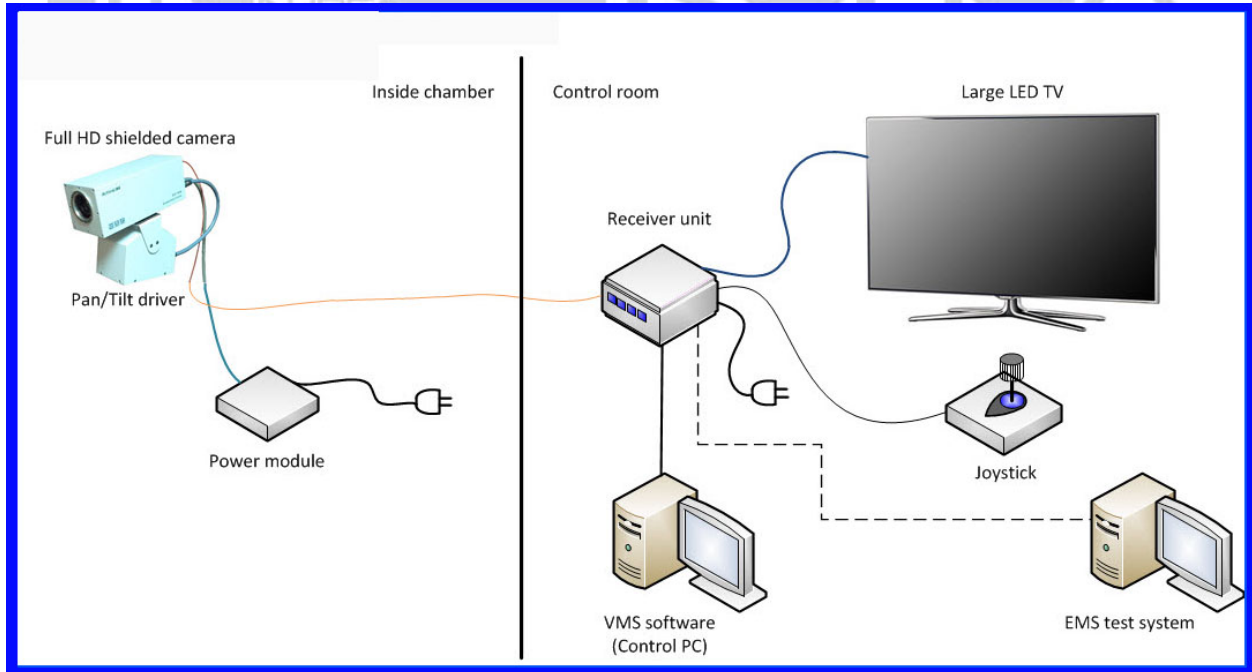 Inside chamber
Control room
Large LED TV
Full HD shielded camera
Receiver unit
Pan/Tilt driver
Power module
Joystick
VMS software
(Control PC)
EMS test system